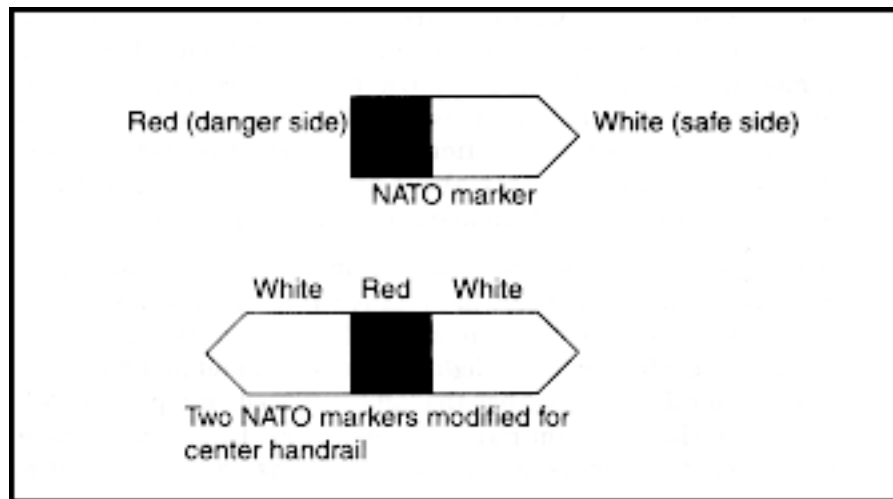 Red (danger side)
White (safe side)
NATO marker
White Red White
Two NATO markers modified for
center handrail